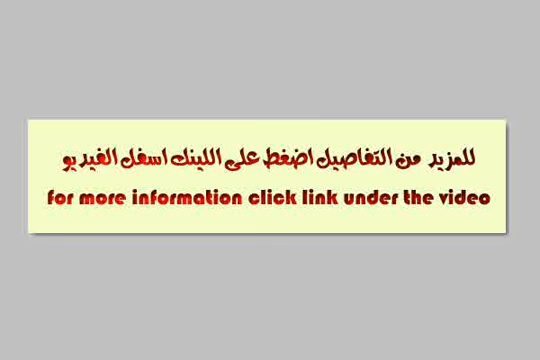 للمزيد من التفاصيل اضغط على اللينك اسفل الفيديو
for more information click link under the video